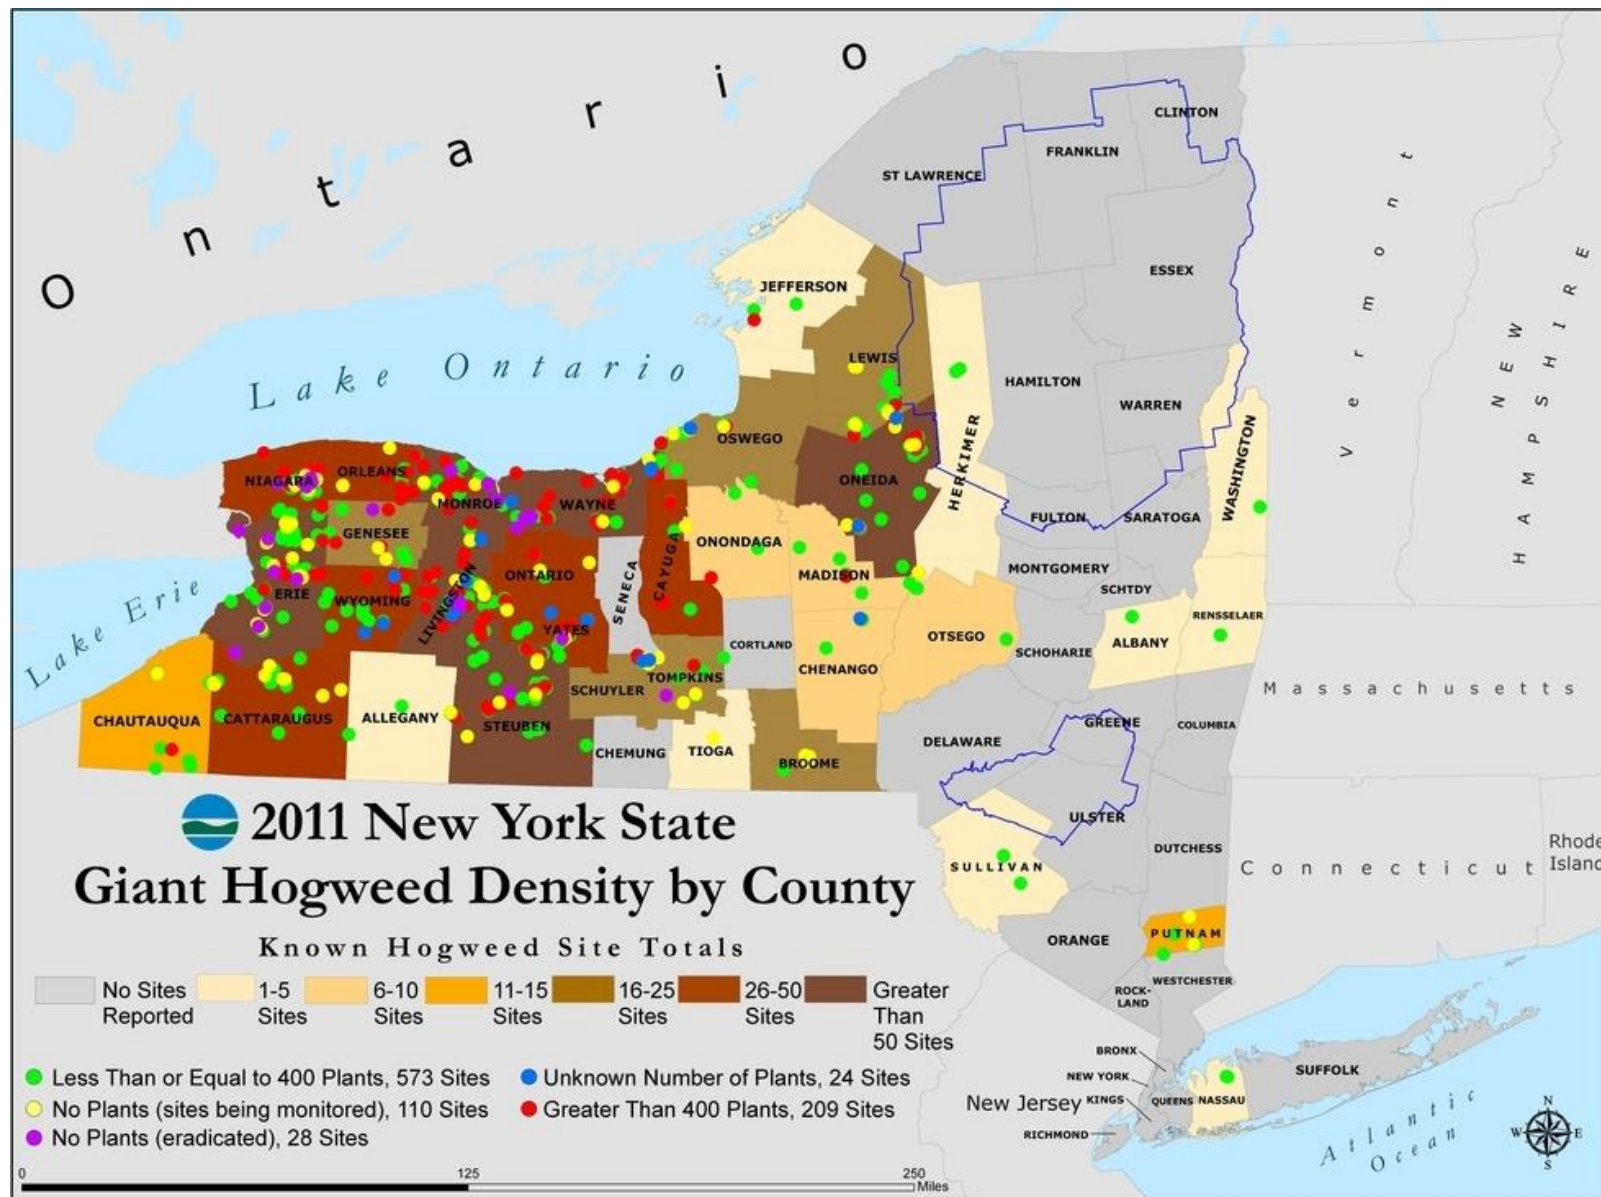 Ontario
Vermont
NEW HAMPSHIRE
CLINTON
FRANKLIN
ST LAWRENCE
ESSEX
JEFFERSON
LEWIS
Lake Ontario
HAMILTON
WARREN
WASHINGTON
OSWEGO
HERKIMER
ONEIDA
NIAGARA
ORLEANS
MONROE
WAYNE
FULTON
SARATOGA
GENESEE
ONONDAGA
CAYUGA
MADISON
MONTGOMERY
SCHTDY
ONTARIO
SENECA
Lake Erie
ERIE
WYOMING
LIVINGSTON
YATES
CORTLAND
OTSEGO
SCHOHARIE
ALBANY
RENSSELAER
CHENANGO
TOMPKINS
SCHUYLER
Massachusetts
CHAUTAUQUA
CATTARAUGUS
ALLEGANY
STEUBEN
CHEMUNG
TIOGA
BROOME
DELAWARE
GREENE
COLUMBIA
ULSTER
DUTCHESS
SULLIVAN
Connecticut
Rhode
Island
ORANGE
PUTNAM
WESTCHESTER
ROCK-
LAND
BRONX
NEW YORK
KINGS
QUEENS
NASSAU
SUFFOLK
New Jersey
RICHMOND
Atlantic
Ocean
N
W
E
S
2011 New York State
Giant Hogweed Density by County
Known Hogweed Site Totals
No Sites
Reported
1-5
Sites
6-10
Sites
11-15
Sites
16-25
Sites
26-50
Sites
Greater
Than
50 Sites
Less Than or Equal to 400 Plants, 573 Sites
Unknown Number of Plants, 24 Sites
No Plants (sites being monitored), 110 Sites
Greater Than 400 Plants, 209 Sites
No Plants (eradicated), 28 Sites
0
125
250
Miles